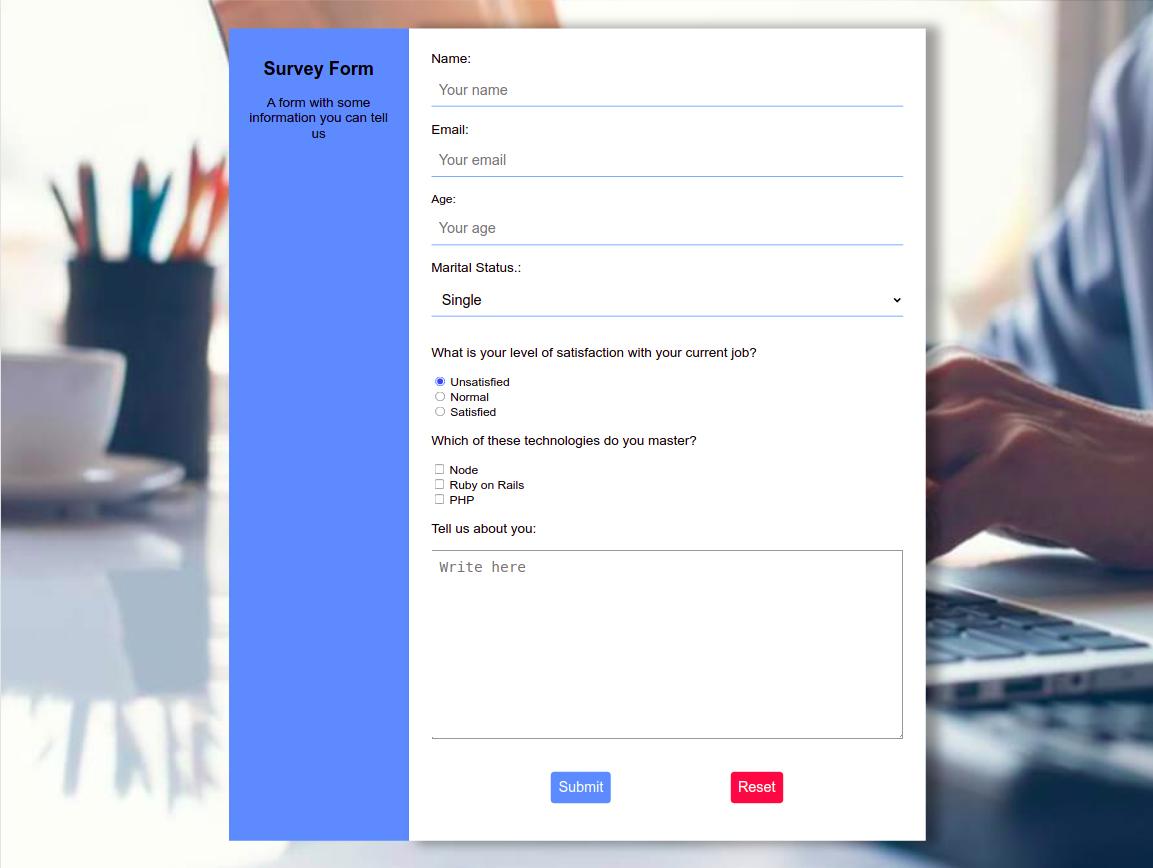 Survey Form
A form with some
information you can tell
us
Name:
Your name
Email:
Your email
Age:
Your age
Marital Status.:
Single
What is your level of satisfaction with your current job?
Unsatisfied
Normal
Satisfied
Which of these technologies do you master?
Node
Ruby on Rails
PHP
Tell us about you:
Write here
Submit
Reset